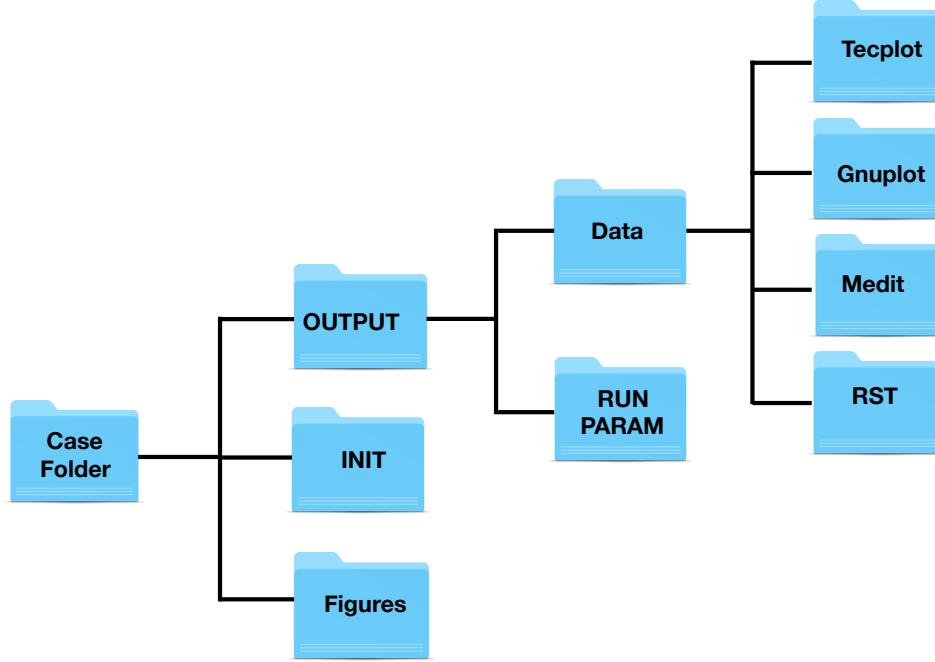 Tecplot
Gnuplot
Data
Medit
OUTPUT
RUN
PARAM
RST
Case
Folder
INIT
Figures